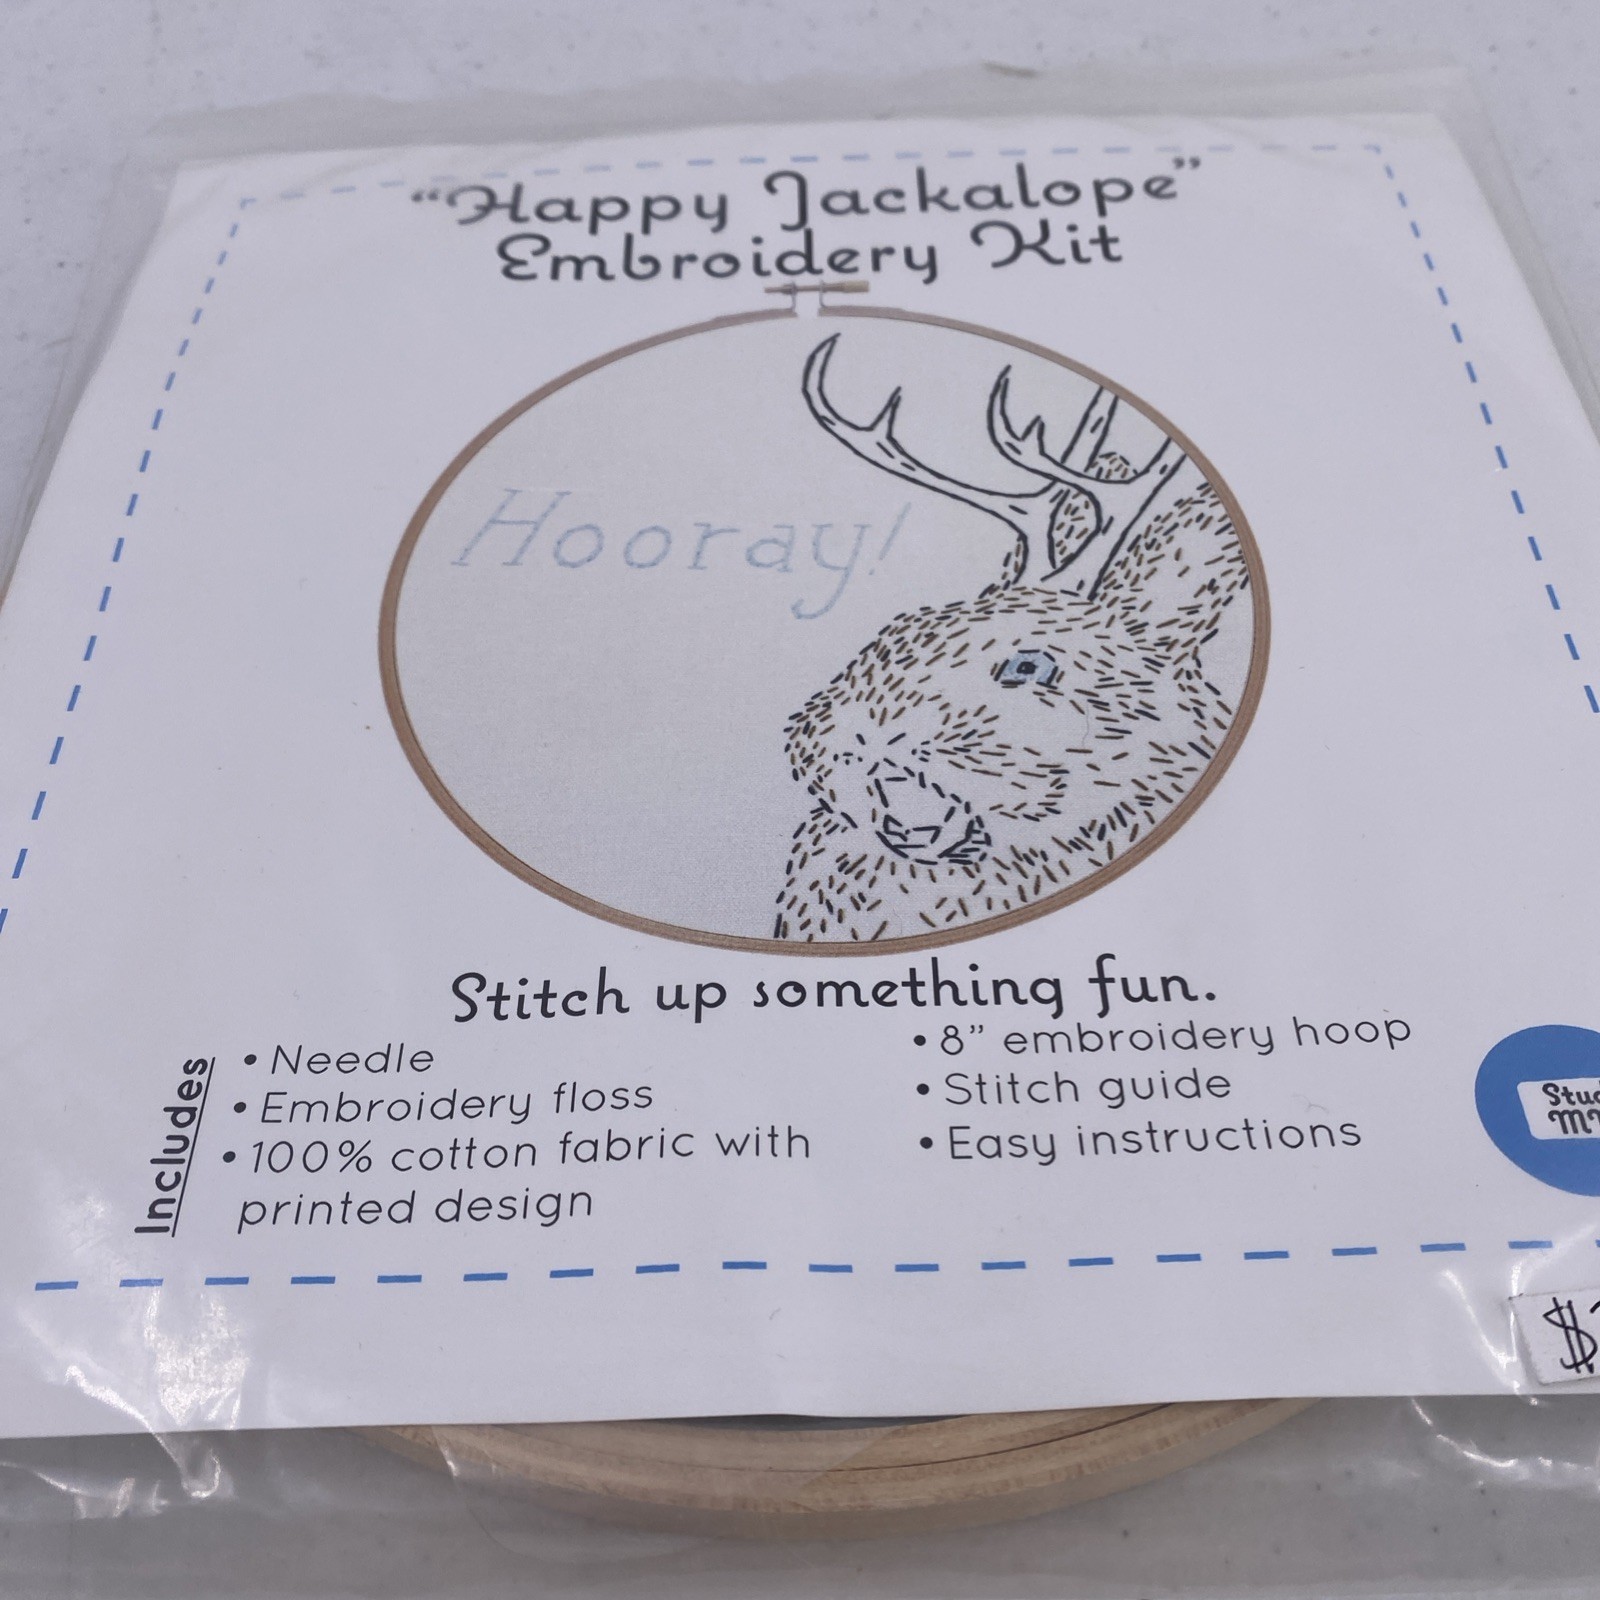 “Happy Jackalope”
Embroidery Kit
Hooray!
Stitch up something fun.
Includes
• Needle
• Embroidery floss
• 100% cotton fabric with
printed design
• 8” embroidery hoop
• Stitch guide
• Easy instructions
$